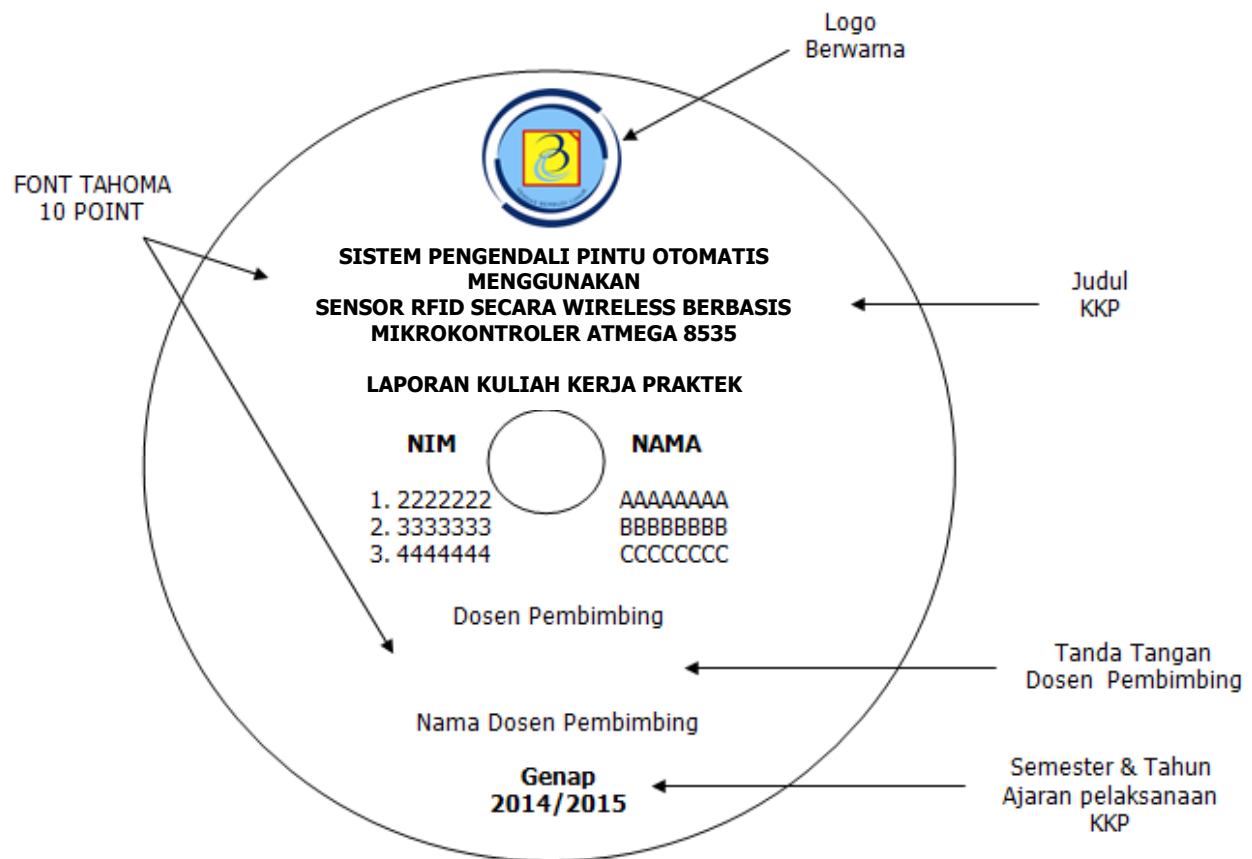 Logo
Berwarna
FONT TAHOMA
10 POINT
SISTEM PENGENDALI PINTU OTOMATIS
MENGGUNAKAN
SENSOR RFID SECARA WIRELESS BERBASIS
MIKROKONTROLER ATMEGA 8535
Judul
KKP
LAPORAN KULIAH KERJA PRAKTEK
NIM NAMA
1. 2222222 AAAAAAAA
2. 3333333 BBBBBBBB
3. 4444444 CCCCCCCC
Dosen Pembimbing
Tanda Tangan
Dosen Pembimbing
Nama Dosen Pembimbing
Genap
2014/2015
Semester & Tahun
Ajaran pelaksanaan
KKP